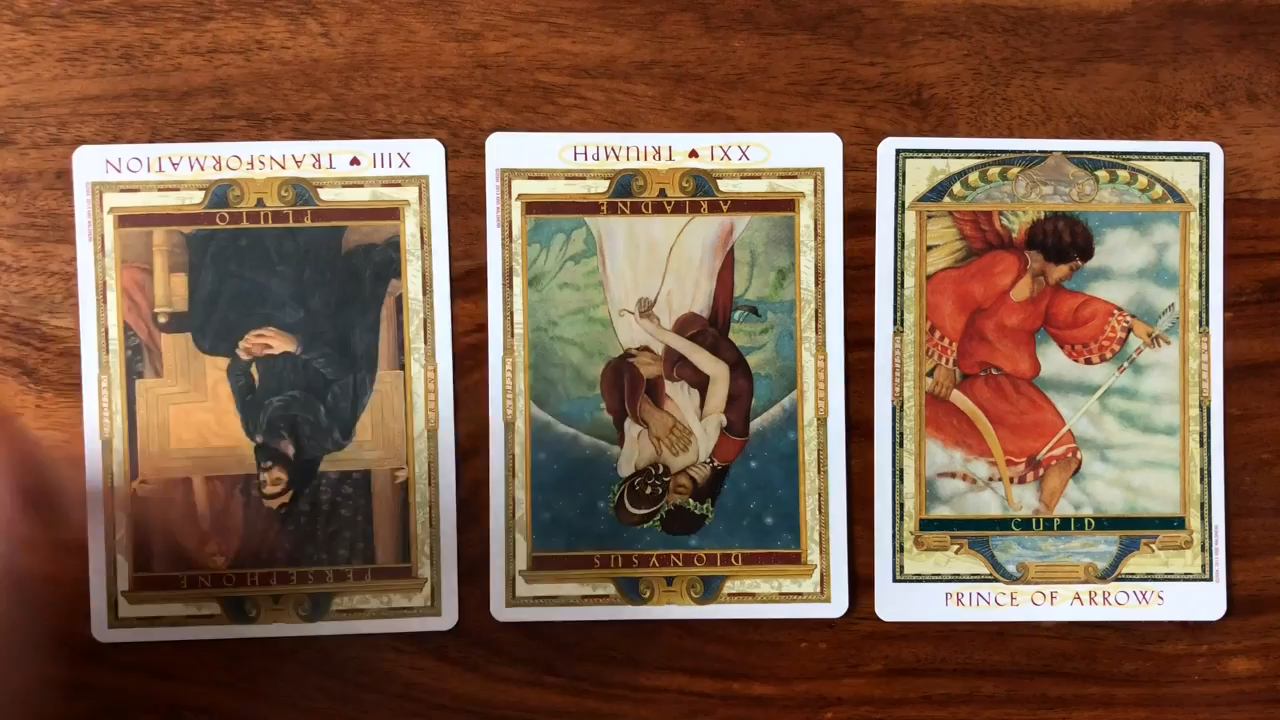 XIII ♥ TRANSFORMATION
PLUTO
PERSEPHONE
XXI ♥ TRIUMPH
ARIADNE
DIONYSUS
CUPID
PRINCE OF ARROWS